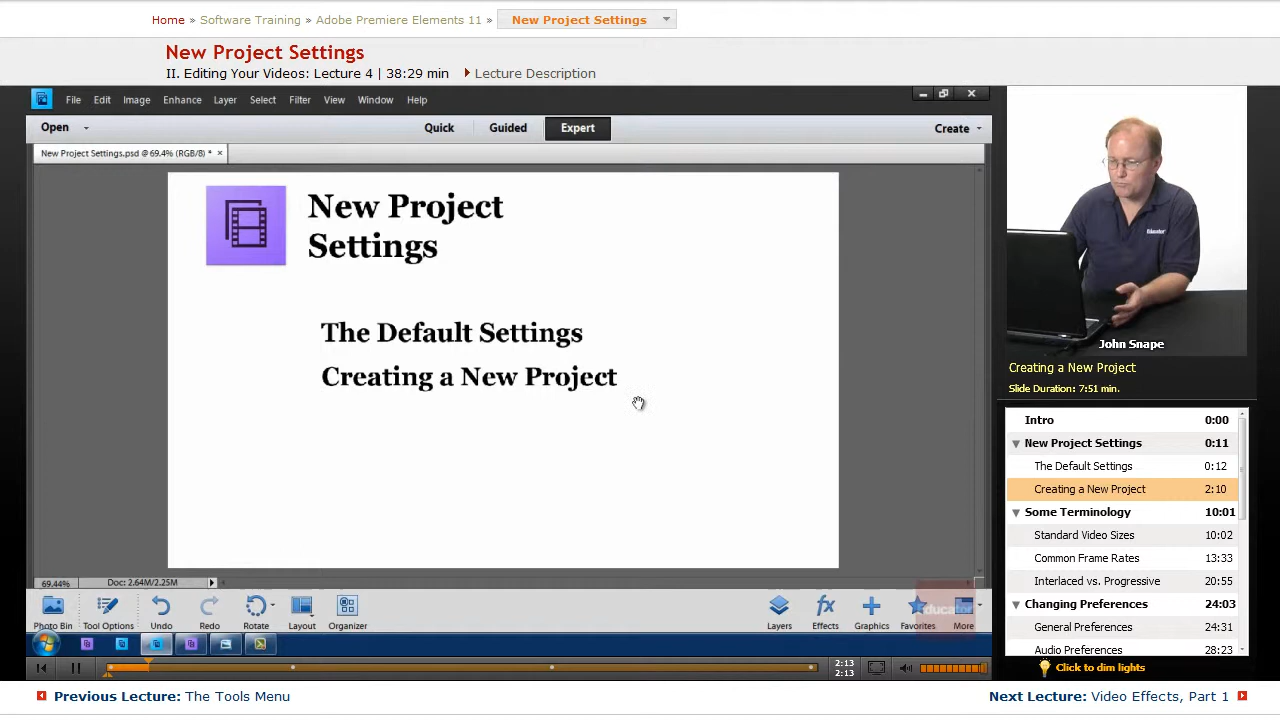 Home » Software Training » Adobe Premiere Elements 11 » New Project Settings
New Project Settings
II. Editing Your Videos: Lecture 4 | 38:29 min Lecture Description
File Edit Image Enhance Layer Select Filter View Window Help
Open Quick Guided Expert Create
New Project Settings.psd @ 69.4% (RGB/8) * ×
New Project
Settings
The Default Settings
Creating a New Project
69.44% Doc: 2.64M/2.25M
Photo Bin Tool Options Undo Redo Rotate Layout Organizer Layers Effects Graphics Favorites More
educator
2:13
2:13
Educator
John Snape
Creating a New Project
Slide Duration: 7:51 min.
Intro 0:00
New Project Settings 0:11
The Default Settings 0:12
Creating a New Project 2:10
Some Terminology 10:01
Standard Video Sizes 10:02
Common Frame Rates 13:33
Interlaced vs. Progressive 20:55
Changing Preferences 24:03
General Preferences 24:31
Audio Preferences 28:23
Click to dim lights
Previous Lecture: The Tools Menu
Next Lecture: Video Effects, Part 1